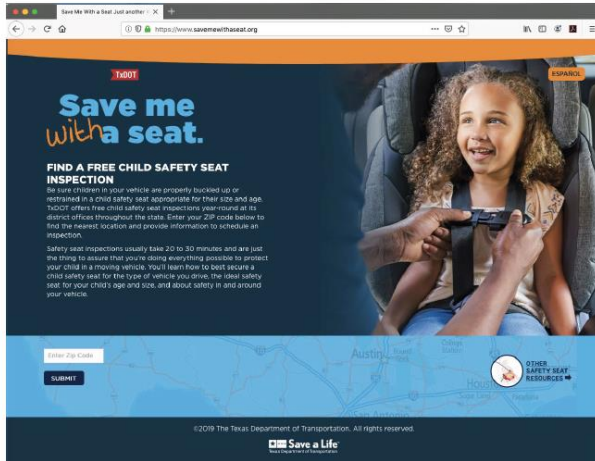 Save Me With a Seat Just another
https://www.savemewithaseat.org
TxDOT
ESPAÑOL
Save me
with a seat.
FIND A FREE CHILD SAFETY SEAT
INSPECTION
Be sure children in your vehicle are properly buckled up or
restrained in a child safety seat appropriate for their size and age.
TxDOT offers free child safety seat inspections year-round at its
district offices throughout the state. Enter your ZIP code below to
find the nearest location and provide information to schedule an
inspection.
Safety seat inspections usually take 20 to 30 minutes and are just
the thing to assure that you're doing everything possible to protect
your child in a moving vehicle. You'll learn how to best secure a
child safety seat for the type of vehicle you drive, the ideal safety
seat for your child's age and size, and about safety in and around
your vehicle.
Enter Zip Code
SUBMIT
Austin
College
Station
Houst
San Antonio
OTHER
SAFETY SEAT
RESOURCES
©2019 The Texas Department of Transportation. All rights reserved.
Save a Life
Texas Department of Transportation